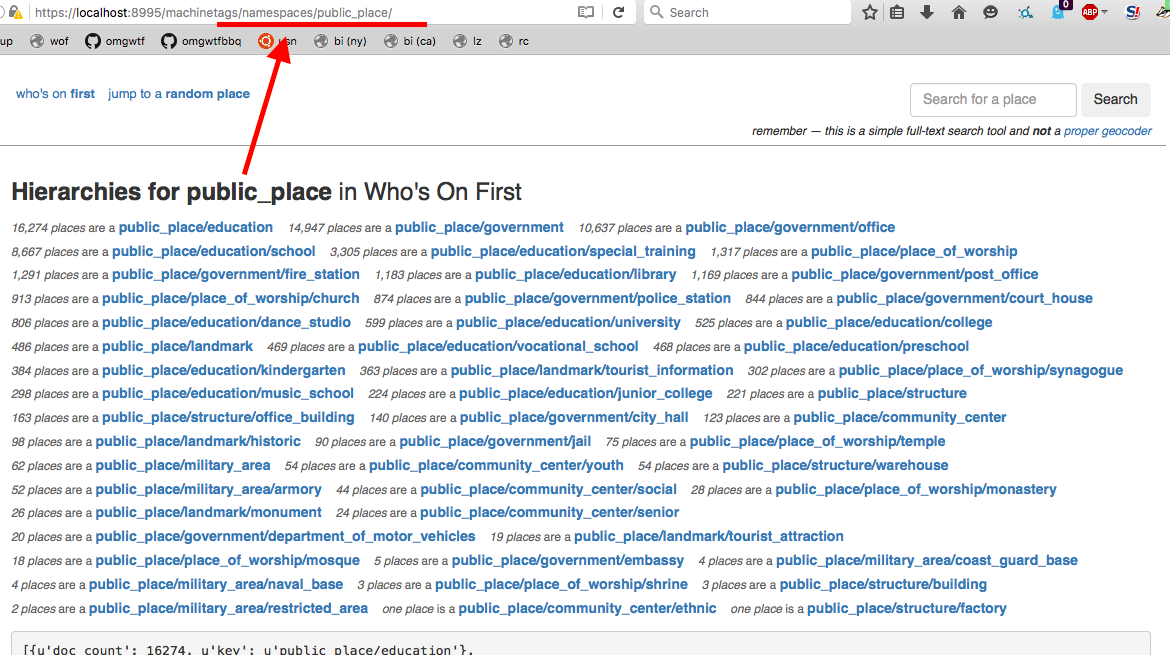 https://localhost:8995/machinetags/namespaces/public_place/ Search 0 ABP S!
up wof omgwtf omgwtfbbq bi (ny) bi (ca) lz rc
who's on first jump to a random place Search for a place Search
remember — this is a simple full-text search tool and not a proper geocoder
Hierarchies for public_place in Who's On First
16,274 places are a public_place/education 14,947 places are a public_place/government 10,637 places are a public_place/government/office
8,667 places are a public_place/education/school 3,305 places are a public_place/education/special_training 1,317 places are a public_place/place_of_worship
1,291 places are a public_place/government/fire_station 1,183 places are a public_place/education/library 1,169 places are a public_place/government/post_office
913 places are a public_place/place_of_worship/church 874 places are a public_place/government/police_station 844 places are a public_place/government/court_house
806 places are a public_place/education/dance_studio 599 places are a public_place/education/university 525 places are a public_place/education/college
486 places are a public_place/landmark 469 places are a public_place/education/vocational_school 468 places are a public_place/education/preschool
384 places are a public_place/education/kindergarten 363 places are a public_place/landmark/tourist_information 302 places are a public_place/place_of_worship/synagogue
298 places are a public_place/education/music_school 224 places are a public_place/education/junior_college 221 places are a public_place/structure
163 places are a public_place/structure/office_building 140 places are a public_place/government/city_hall 123 places are a public_place/community_center
98 places are a public_place/landmark/historic 90 places are a public_place/government/jail 75 places are a public_place/place_of_worship/temple
62 places are a public_place/military_area 54 places are a public_place/community_center/youth 54 places are a public_place/structure/warehouse
52 places are a public_place/military_area/armory 44 places are a public_place/community_center/social 28 places are a public_place/place_of_worship/monastery
26 places are a public_place/landmark/monument 24 places are a public_place/community_center/senior
20 places are a public_place/government/department_of_motor_vehicles 19 places are a public_place/landmark/tourist_attraction
18 places are a public_place/place_of_worship/mosque 5 places are a public_place/government/embassy 4 places are a public_place/military_area/coast_guard_base
4 places are a public_place/military_area/naval_base 3 places are a public_place/place_of_worship/shrine 3 places are a public_place/structure/building
2 places are a public_place/military_area/restricted_area one place is a public_place/community_center/ethnic one place is a public_place/structure/factory
[{u'doc_count': 16274, u'key': u'public_place/education'},